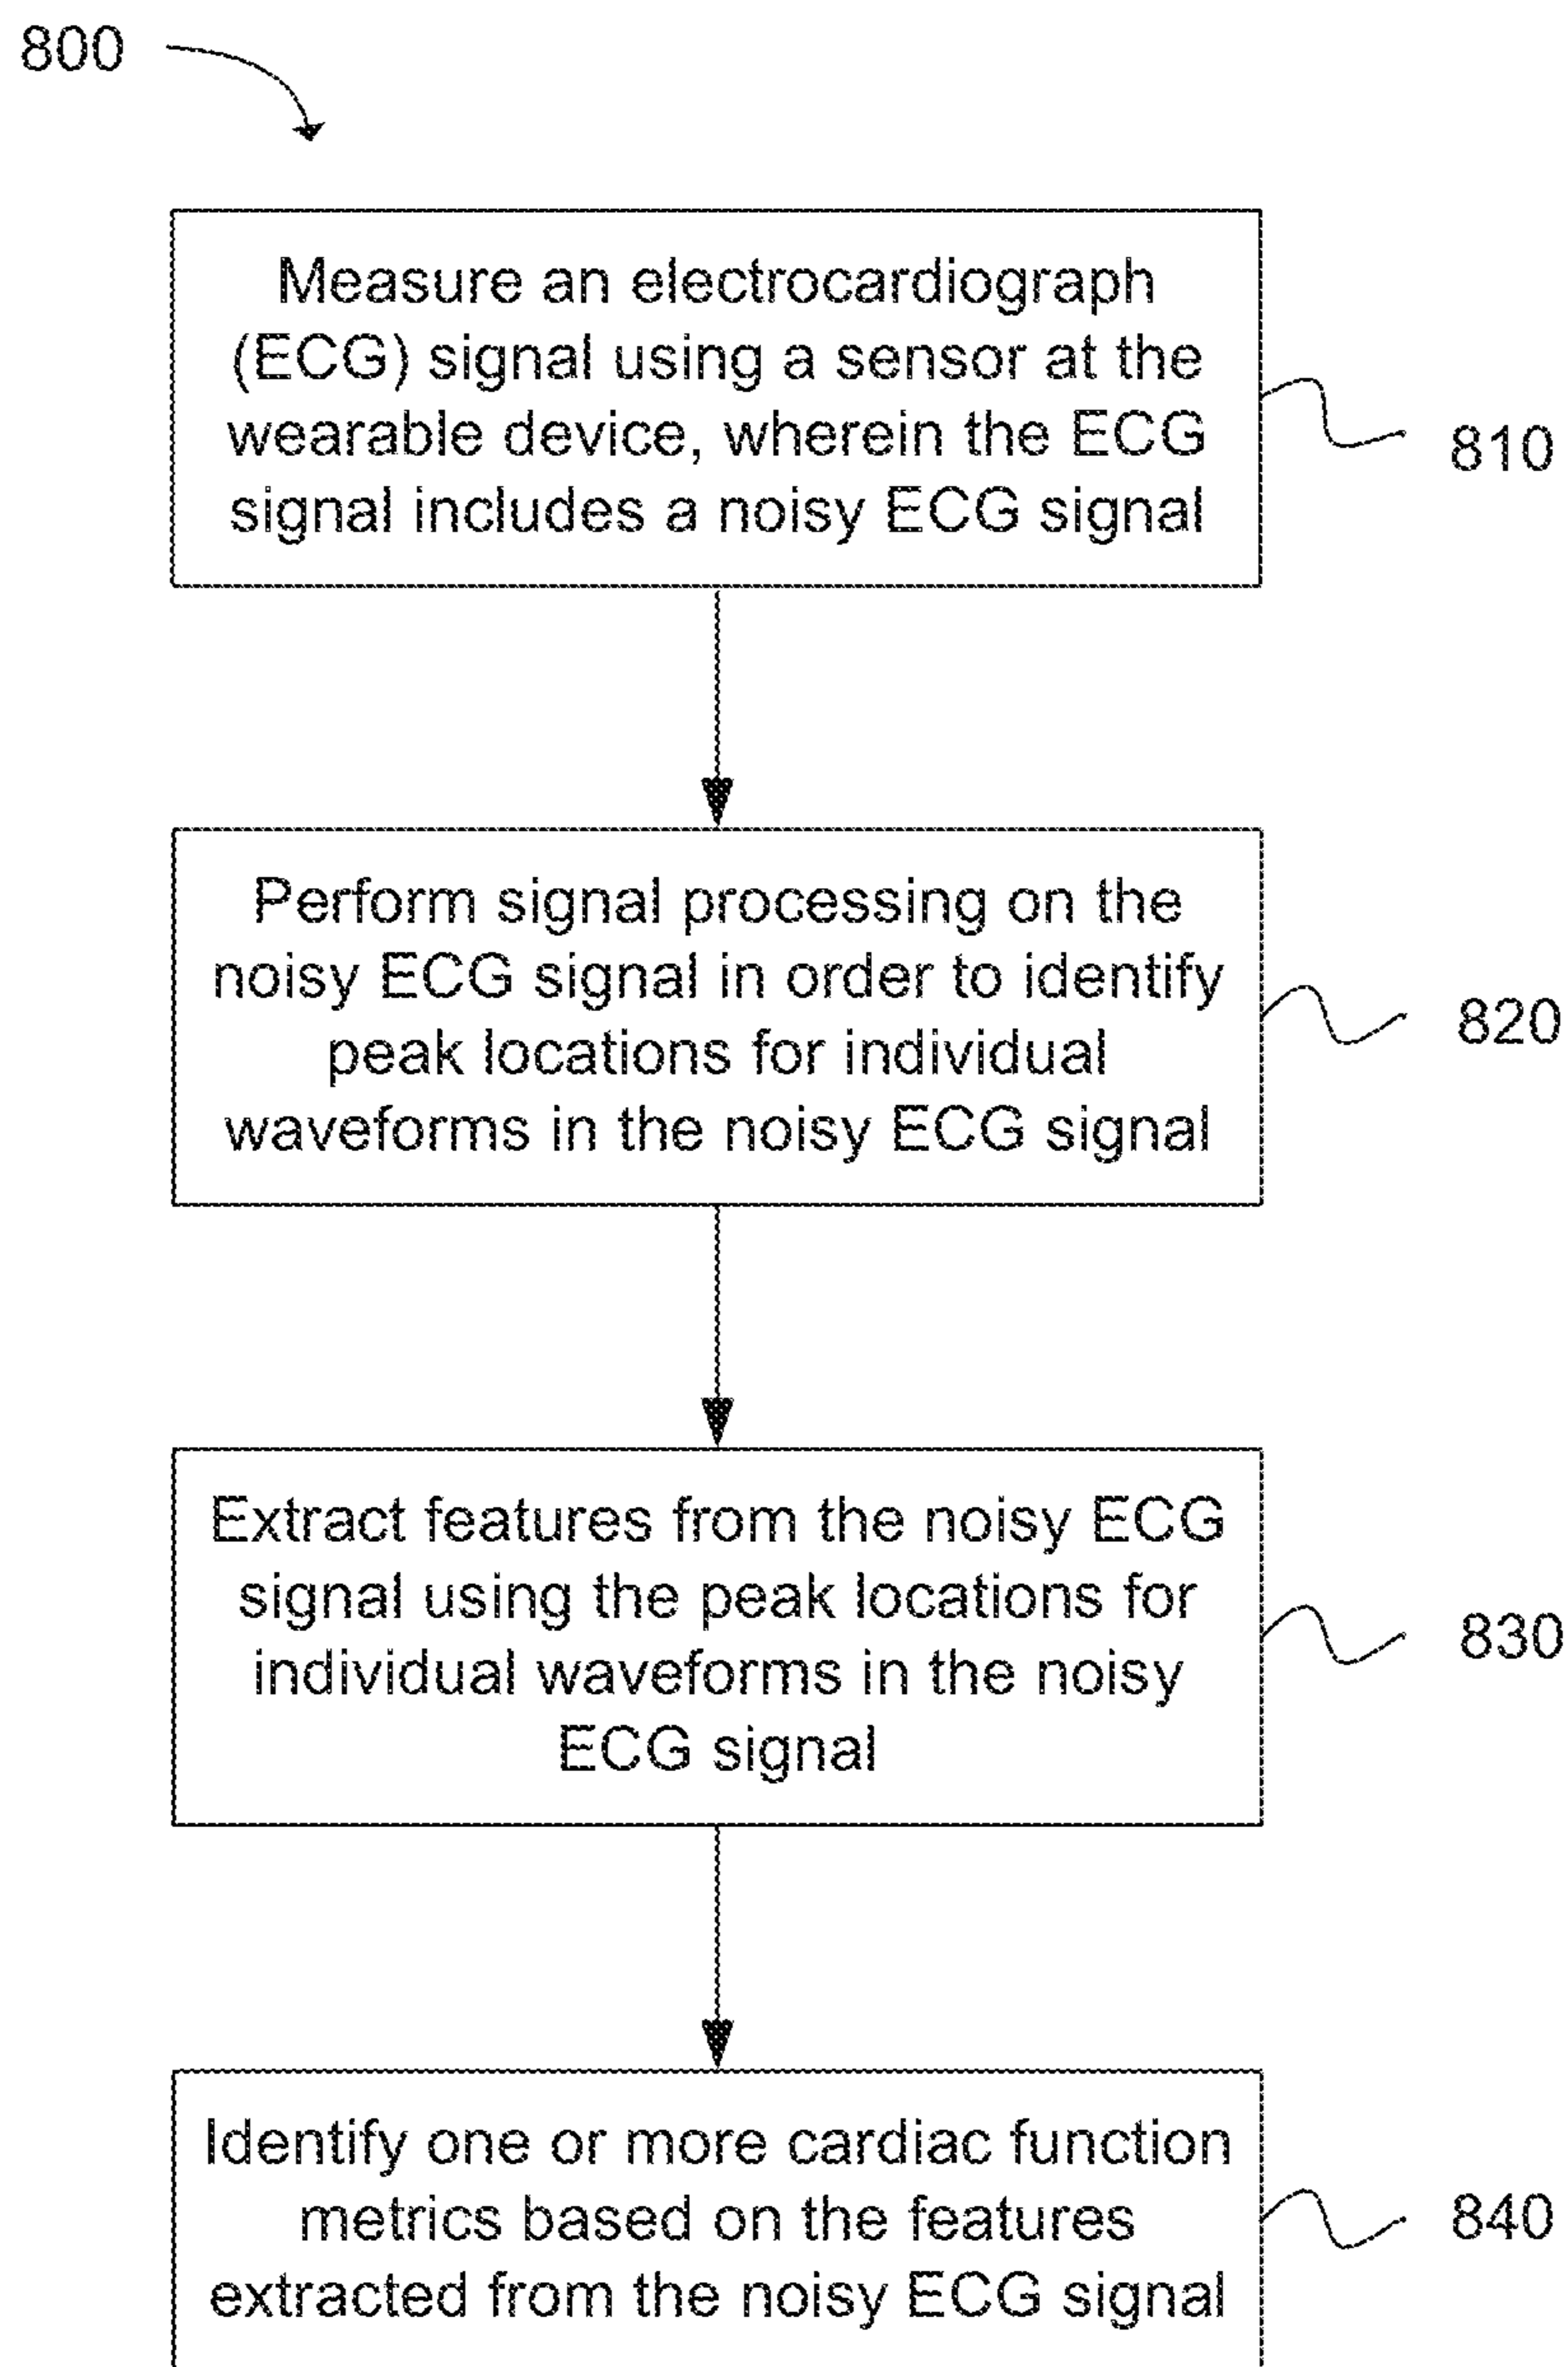 800
Measure an electrocardiograph
(ECG) signal using a sensor at the
wearable device, wherein the ECG
signal includes a noisy ECG signal
810
Perform signal processing on the
noisy ECG signal in order to identify
peak locations for individual
waveforms in the noisy ECG signal
820
Extract features from the noisy ECG
signal using the peak locations for
individual waveforms in the noisy
ECG signal
830
Identify one or more cardiac function
metrics based on the features
extracted from the noisy ECG signal
840